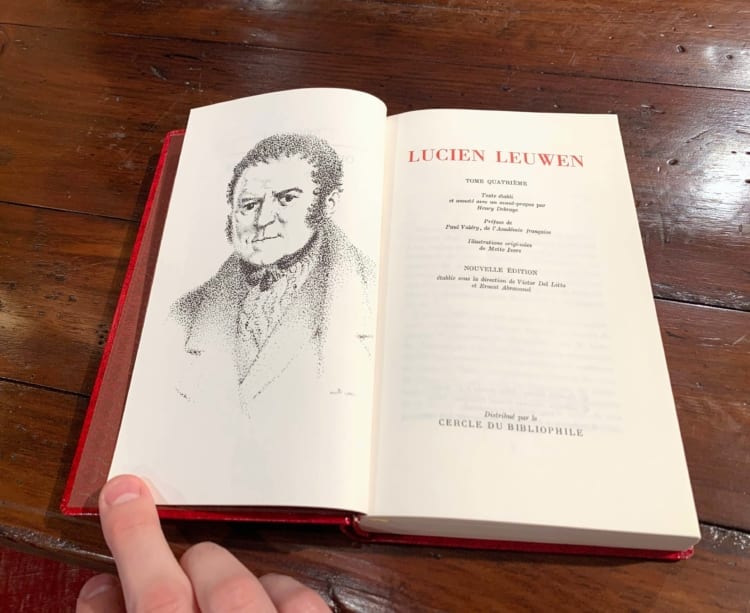 LUCIEN LEUWEN
TOME QUATRIÈME
Texte établi
et annoté avec un avant-propos par
Henry Debraye
Préface de
Paul Valéry, de l'Académie française
Illustrations originales
de Motte Ivere
NOUVELLE ÉDITION
établie sous la direction de Victor Del Litto
et Ernest Abravanel
Distribué par le
CERCLE DU BIBLIOPHILE